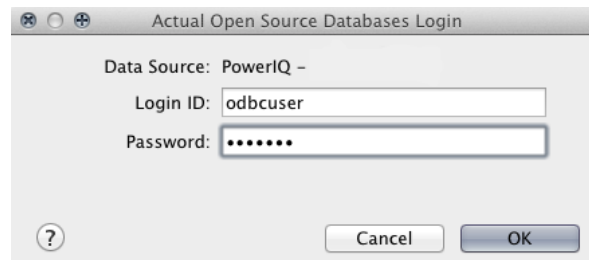 Actual Open Source Databases Login
Data Source: PowerIQ –
Login ID: odbcuser
Password: •••••••
?
Cancel OK